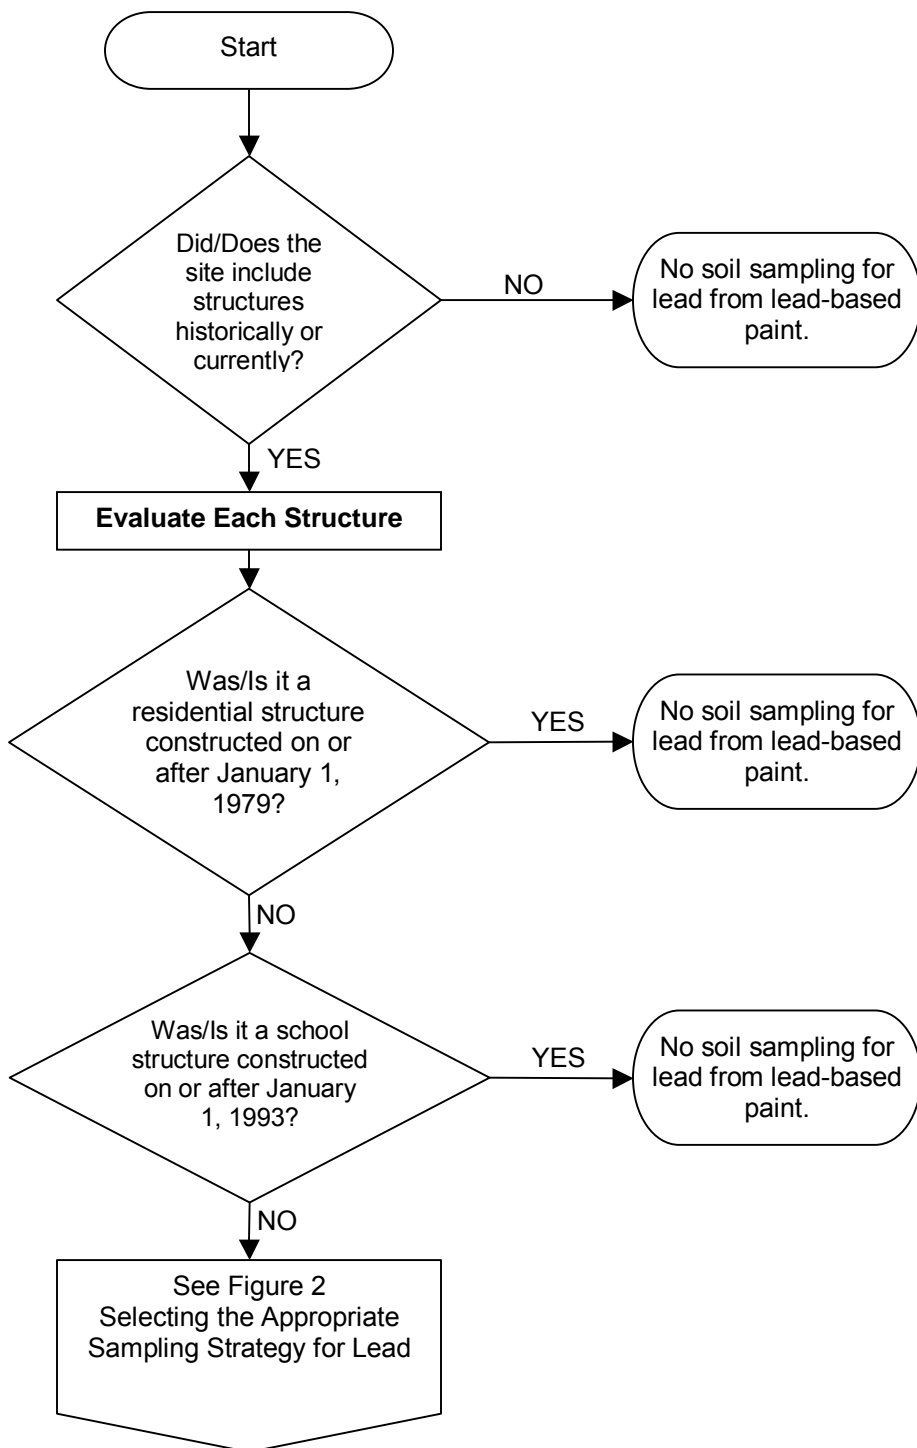 Start
Did/Does the
site include
structures
historically or
currently?
NO
No soil sampling for
lead from lead-based
paint.
YES
Evaluate Each Structure
Was/Is it a
residential structure
constructed on or
after January 1,
1979?
YES
No soil sampling for
lead from lead-based
paint.
NO
Was/Is it a school
structure constructed
on or after January
1, 1993?
YES
No soil sampling for
lead from lead-based
paint.
NO
See Figure 2
Selecting the Appropriate
Sampling Strategy for Lead